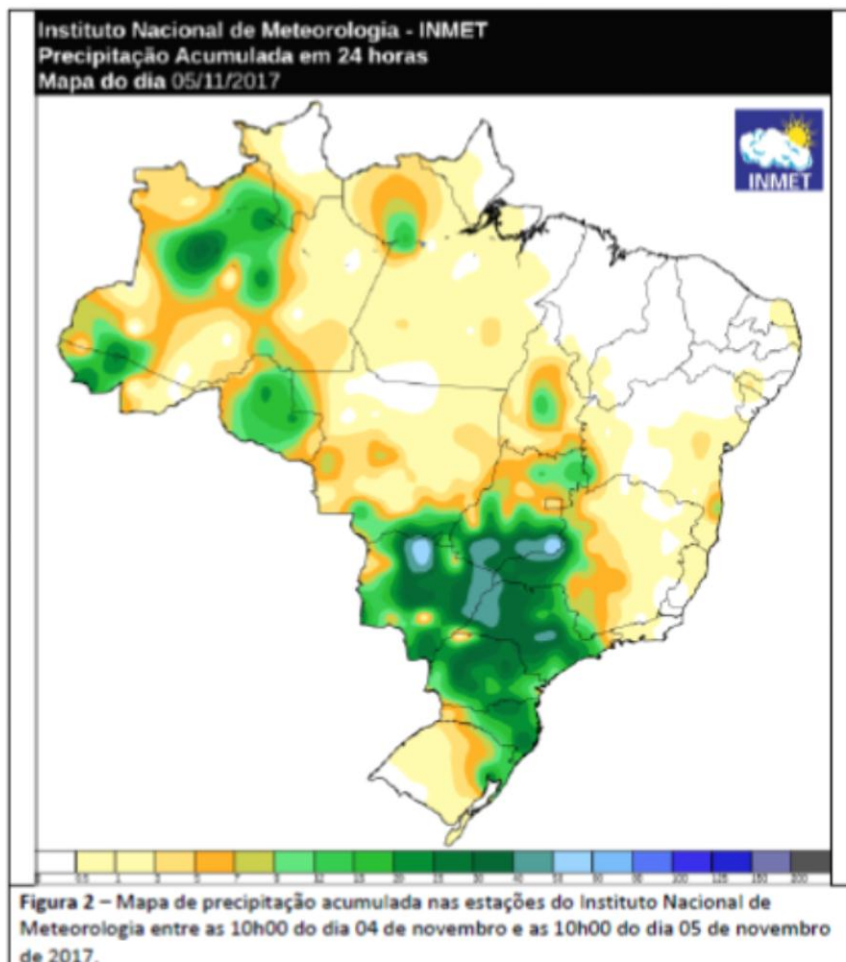 Instituto Nacional de Meteorologia - INMET
Precipitação Acumulada em 24 horas
Mapa do dia 05/11/2017
INMET
Figura 2 – Mapa de precipitação acumulada nas estações do Instituto Nacional de
Meteorologia entre as 10h00 do dia 04 de novembro e as 10h00 do dia 05 de novembro
de 2017.